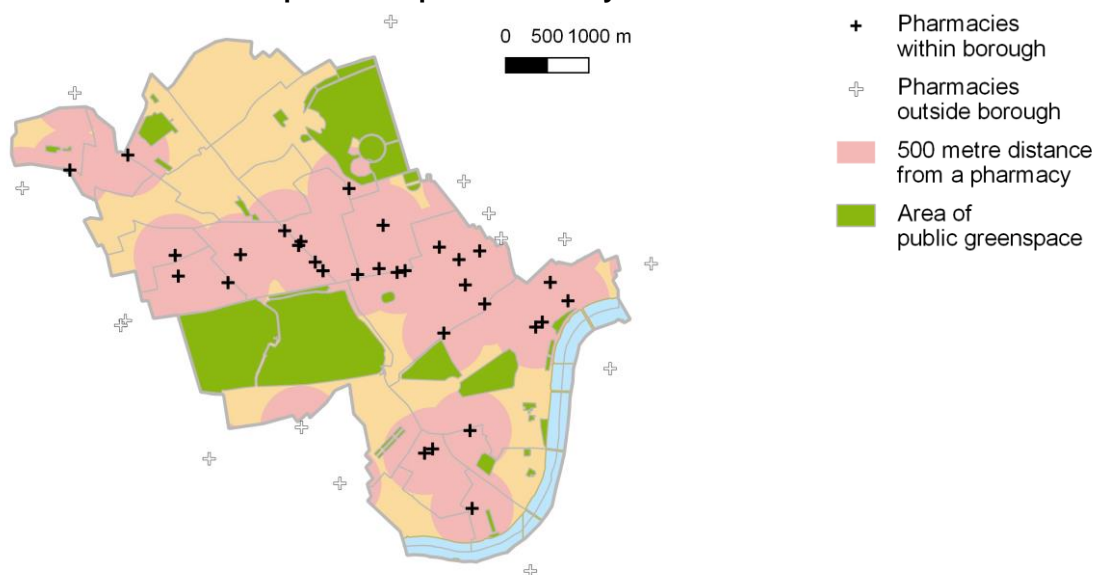 0 500 1000 m
Pharmacies
within borough
Pharmacies
outside borough
500 metre distance
from a pharmacy
Area of
public greenspace